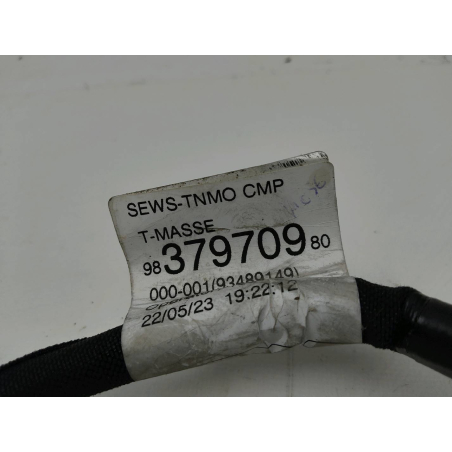 SEWS-TNMO CMP
T-MASSE
98 379709 80
000-001(93489149)
22/05/23 19:22:12